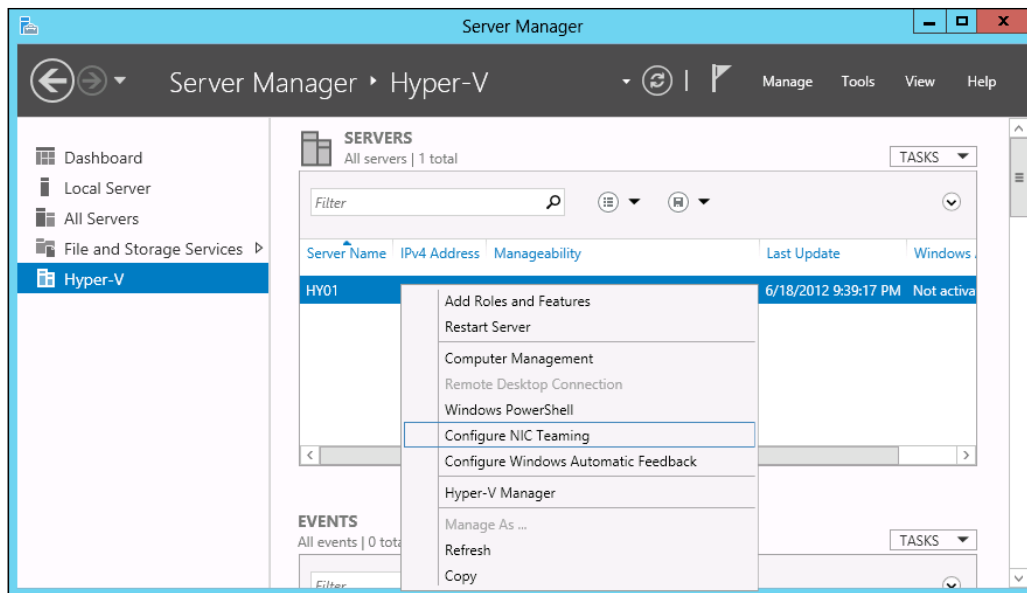 Server Manager
Server Manager ‣ Hyper-V
Manage Tools View Help
Dashboard
Local Server
All Servers
File and Storage Services
Hyper-V
SERVERS
All servers | 1 total
TASKS
Filter
Server Name IPv4 Address Manageability Last Update Windows
HY01 6/18/2012 9:39:17 PM Not activa
Add Roles and Features
Restart Server
Computer Management
Remote Desktop Connection
Windows PowerShell
Configure NIC Teaming
Configure Windows Automatic Feedback
Hyper-V Manager
Manage As ...
Refresh
Copy
EVENTS
All events | 0 tota
TASKS
Filter